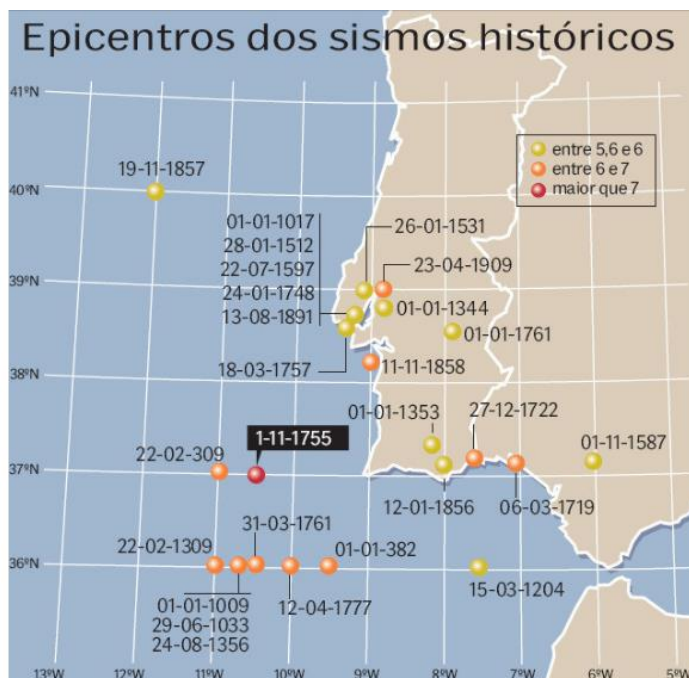 Epicentros dos sismos históricos
41ºN
entre 5,6 e 6
entre 6 e 7
maior que 7
19-11-1857
40ºN
01-01-1017
28-01-1512
22-07-1597
24-01-1748
13-08-1891
26-01-1531
23-04-1909
39ºN
01-01-1344
01-01-1761
18-03-1757
11-11-1858
38ºN
01-01-1353
27-12-1722
1-11-1755
01-11-1587
22-02-309
37ºN
12-01-1856
06-03-1719
31-03-1761
22-02-1309
01-01-382
36ºN
15-03-1204
01-01-1009
29-06-1033
24-08-1356
12-04-1777
13ºW
12ºW
11ºW
10ºW
9ºW
8ºW
7ºW
6ºW
5ºW